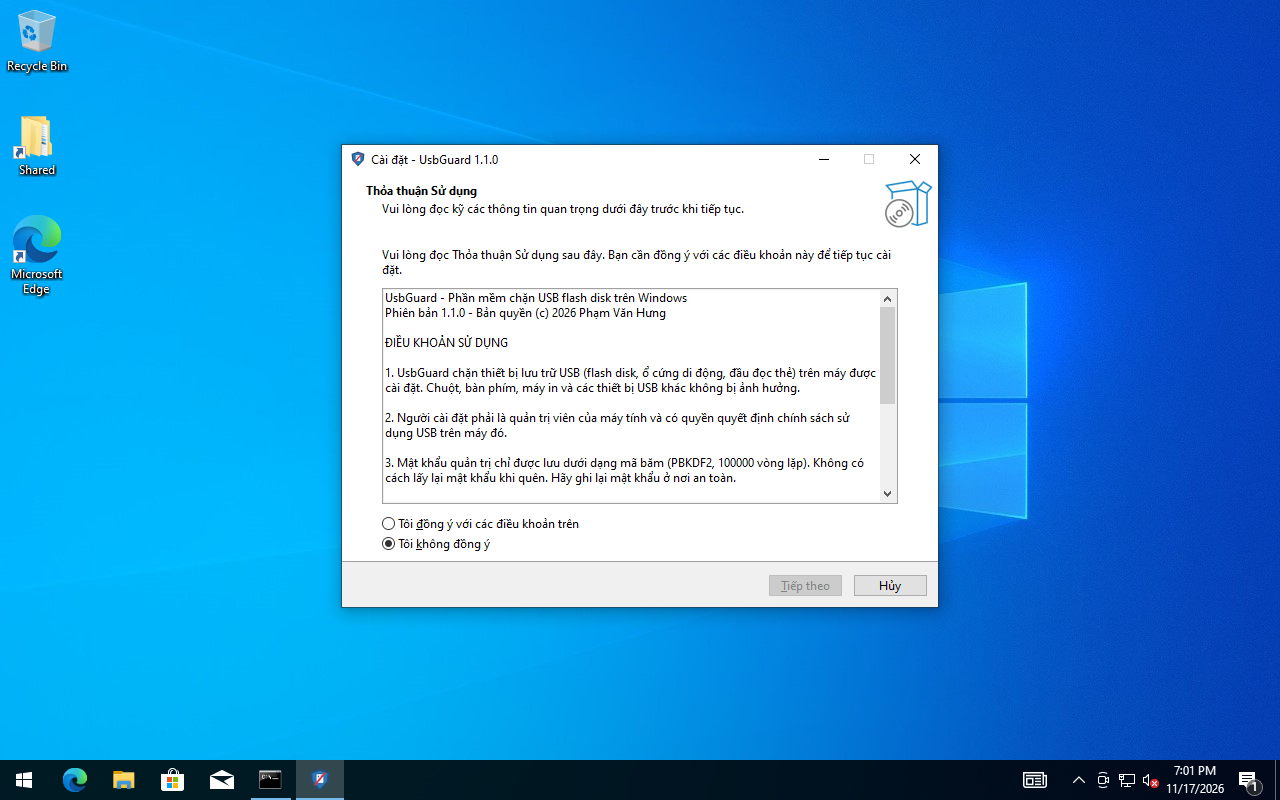 Recycle Bin
Shared
Microsoft
Edge
Cài đặt - UsbGuard 1.1.0
Thỏa thuận Sử dụng
Vui lòng đọc kỹ các thông tin quan trọng dưới đây trước khi tiếp tục.
Vui lòng đọc Thỏa thuận Sử dụng sau đây. Bạn cần đồng ý với các điều khoản này để tiếp tục cài
đặt.
UsbGuard - Phần mềm chặn USB flash disk trên Windows
Phiên bản 1.1.0 - Bản quyền (c) 2026 Phạm Văn Hưng
ĐIỀU KHOẢN SỬ DỤNG
1. UsbGuard chặn thiết bị lưu trữ USB (flash disk, ổ cứng di động, đầu đọc thẻ) trên máy được
cài đặt. Chuột, bàn phím, máy in và các thiết bị USB khác không bị ảnh hưởng.
2. Người cài đặt phải là quản trị viên của máy tính và có quyền quyết định chính sách sử
dụng USB trên máy đó.
3. Mật khẩu quản trị chỉ được lưu dưới dạng mã băm (PBKDF2, 100000 vòng lặp). Không có
cách lấy lại mật khẩu khi quên. Hãy ghi lại mật khẩu ở nơi an toàn.
Tôi đồng ý với các điều khoản trên
Tôi không đồng ý
Tiếp theo
Hủy
7:01 PM
11/17/2026
1